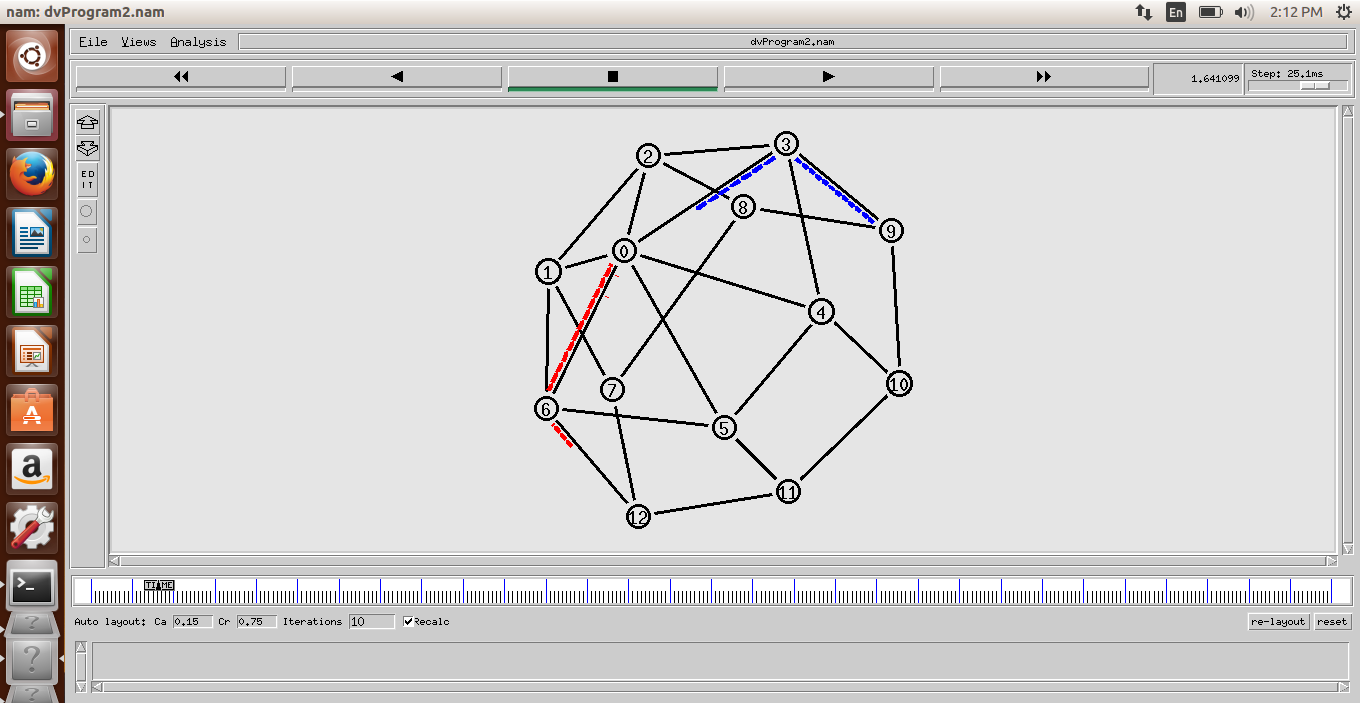 nam: dvProgram2.nam
En
2:12 PM
File Views Analysis
dvProgram2.nam
1.641099
Step: 25.1ms
ED
IT
2
3
8
9
0
1
4
7
10
6
5
11
12
TIME
Auto layout: Ca 0.15 Cr 0.75 Iterations 10 Recalc
re-layout
reset